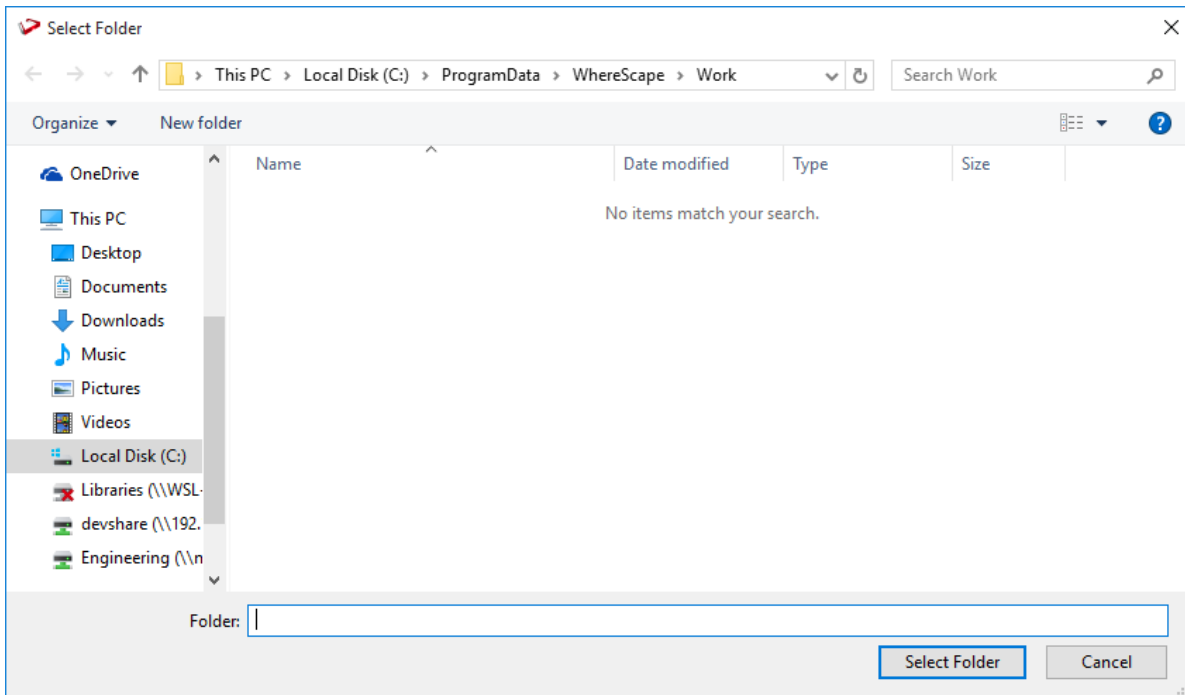 Select Folder
This PC > Local Disk (C:) > ProgramData > WhereScape > Work
Search Work
Organize
New folder
?
Name
Date modified
Type
Size
OneDrive
This PC
Desktop
Documents
Downloads
Music
Pictures
Videos
Local Disk (C:)
Libraries (\\WSL-
devshare (\\192.
Engineering (\\n
No items match your search.
Folder:
Select Folder
Cancel